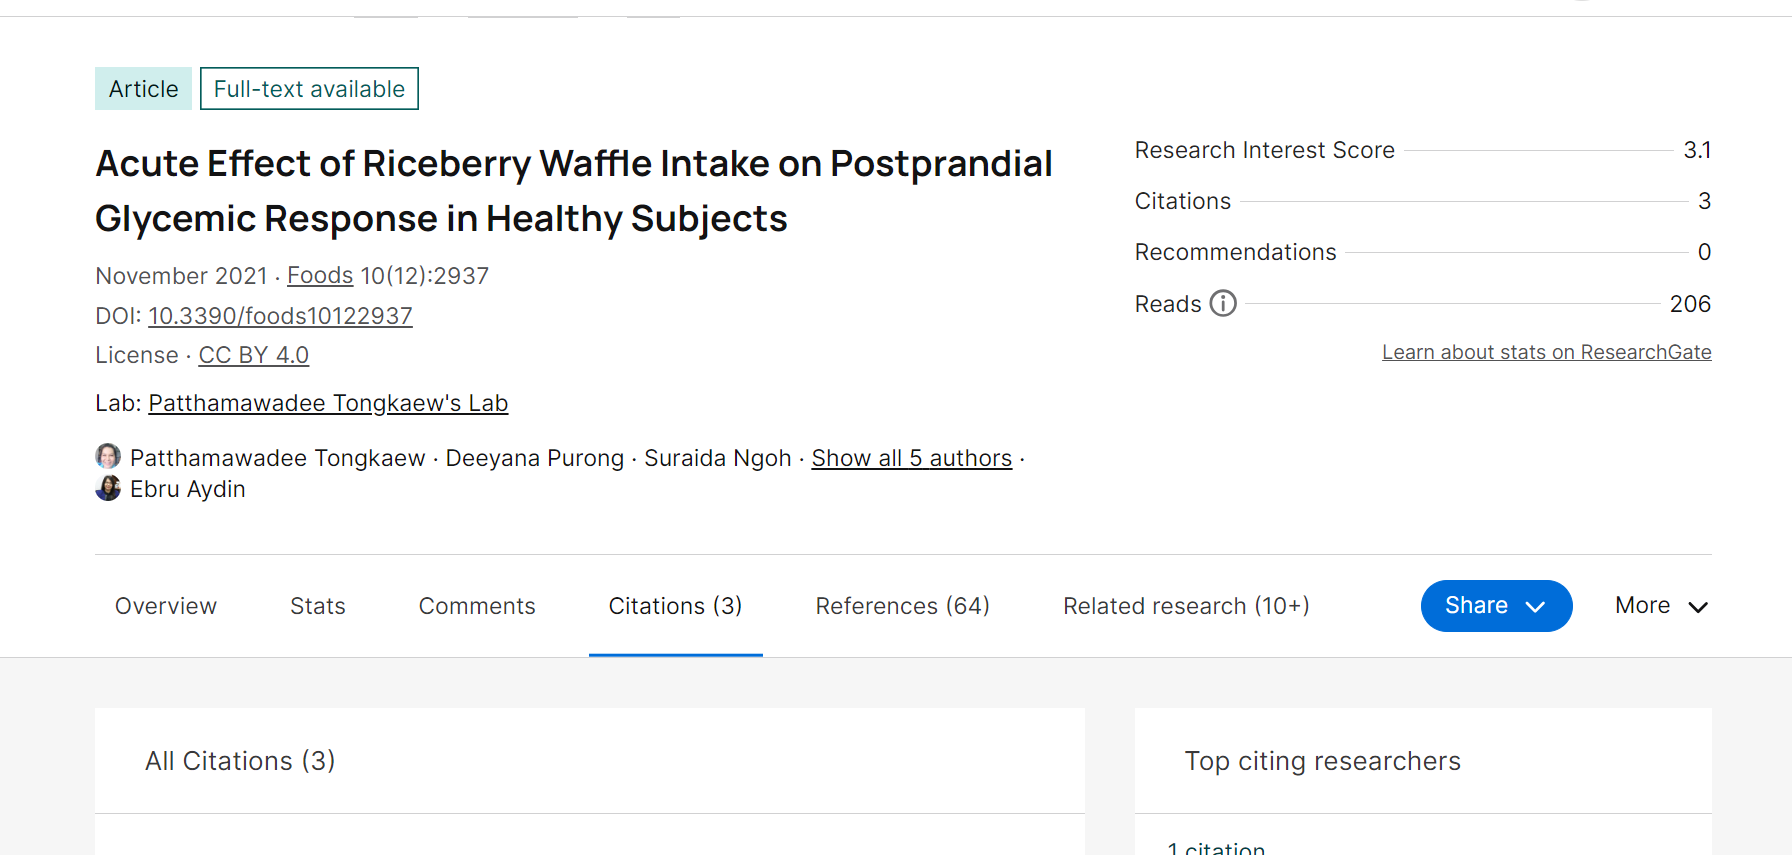 Article
Full-text available
Acute Effect of Riceberry Waffle Intake on Postprandial
Glycemic Response in Healthy Subjects
November 2021 · Foods 10(12):2937
DOI: 10.3390/foods10122937
License · CC BY 4.0
Lab: Patthamawadee Tongkaew's Lab
Patthamawadee Tongkaew · Deeyana Purong · Suraida Ngoh · Show all 5 authors ·
Ebru Aydin
Research Interest Score 3.1
Citations 3
Recommendations 0
Reads 206
Learn about stats on ResearchGate
Overview Stats Comments Citations (3) References (64) Related research (10+) Share More
All Citations (3)
Top citing researchers
1 citation